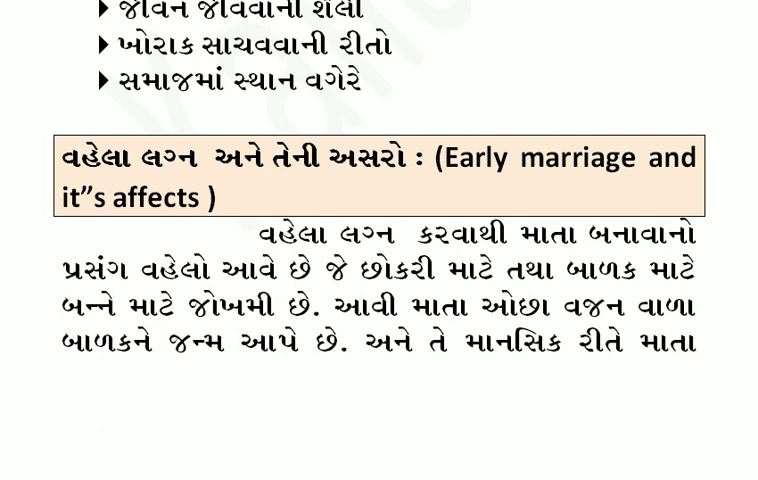 જીવન જીવવાની શૈલી
ખોરાક સાચવવાની રીતો
સમાજમાં સ્થાન વગેરે
વહેલા લગ્ન અને તેની અસરો : (Early marriage and
it”s affects )
વહેલા લગ્ન કરવાથી માતા બનાવાનો
પ્રસંગ વહેલો આવે છે જે છોકરી માટે તથા બાળક માટે
બન્ને માટે જોખમી છે. આવી માતા ઓછા વજન વાળા
બાળકને જન્મ આપે છે. અને તે માનસિક રીતે માતા